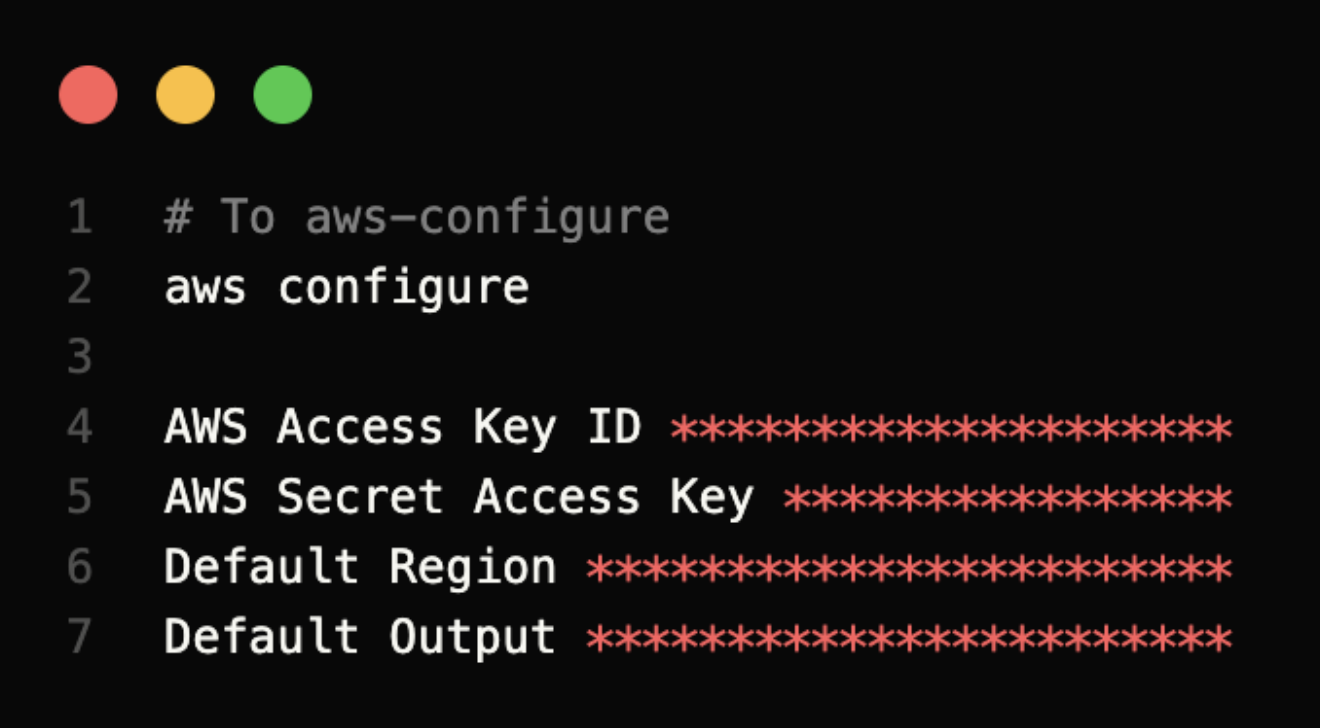 1 # To aws-configure
2 aws configure
3
4 AWS Access Key ID ********************
5 AWS Secret Access Key ****************
6 Default Region ***********************
7 Default Output ***********************